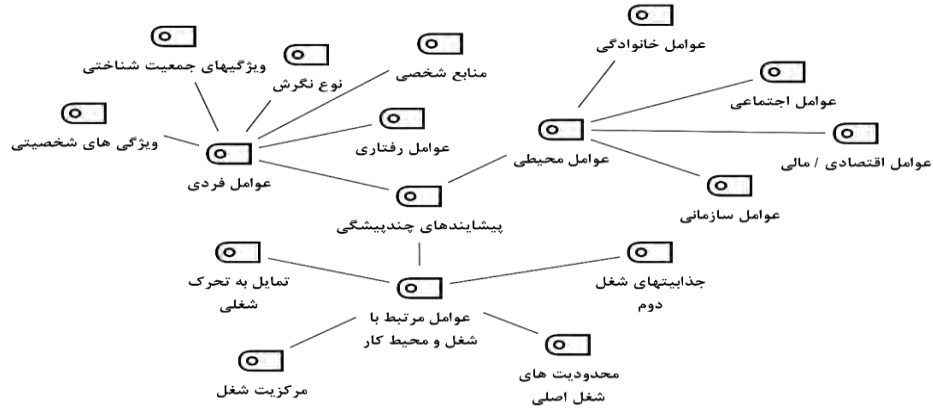 عوامل خانوادگی
ویژگیهای جمعیت شناختی
نوع نگرش
منابع شخصی
عوامل اجتماعی
ویژگی های شخصیتی
عوامل رفتاری
عوامل محیطی
عوامل اقتصادی / مالی
عوامل فردی
عوامل سازمانی
پیشایندهای چندپیشگی
تمایل به تحرک
شغلی
جذابیتهای شغل
دوم
عوامل مرتبط با
شغل و محیط کار
مرکزیت شغل
محدودیت های
شغل اصلی